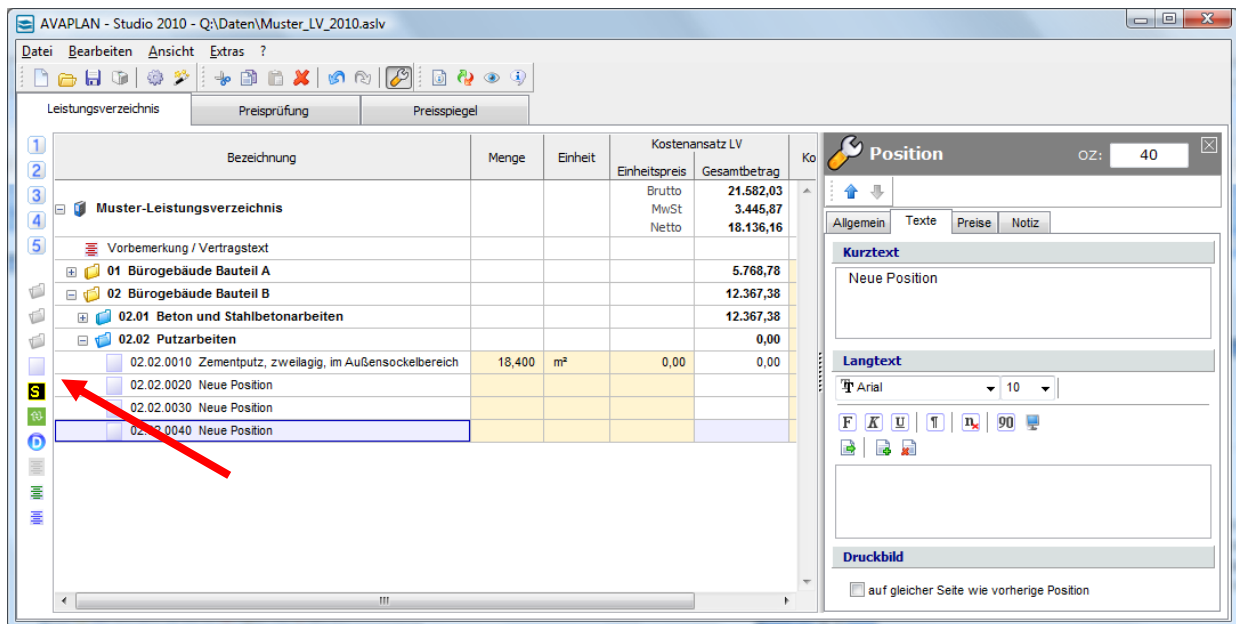 AVAPLAN - Studio 2010 - Q:\Daten\Muster_LV_2010.aslv
Datei Bearbeiten Ansicht Extras ?
Leistungsverzeichnis Preisprüfung Preisspiegel
1
2
3
4
5
S
D
Bezeichnung Menge Einheit Kostenansatz LV Ko
Einheitspreis Gesamtbetrag
Brutto 21.582,03
Muster-Leistungsverzeichnis MwSt 3.445,87
Netto 18.136,16
Vorbemerkung / Vertragstext
01 Bürogebäude Bauteil A 5.768,78
02 Bürogebäude Bauteil B 12.367,38
02.01 Beton und Stahlbetonarbeiten 12.367,38
02.02 Putzarbeiten 0,00
02.02.0010 Zementputz, zweilagig, im Außensockelbereich 18,400 m² 0,00 0,00
02.02.0020 Neue Position
02.02.0030 Neue Position
02.02.0040 Neue Position
Position OZ: 40
Allgemein Texte Preise Notiz
Kurztext
Neue Position
Langtext
Arial 10
F K U ¶ n 90
Druckbild
auf gleicher Seite wie vorherige Position